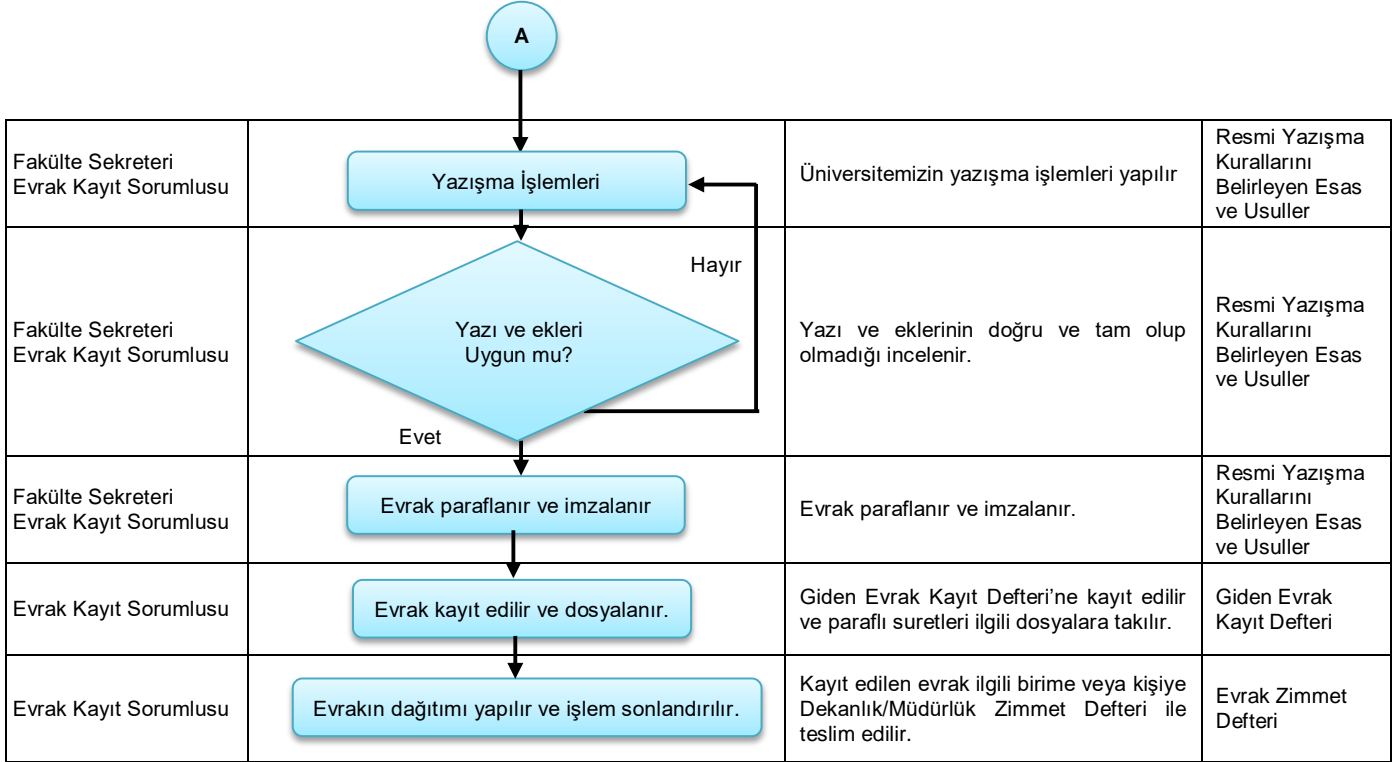 A
Fakülte Sekreteri
Evrak Kayıt Sorumlusu
Yazışma İşlemleri
Üniversitemizin yazışma işlemleri yapılır
Resmi Yazışma
Kurallarını
Belirleyen Esas
ve Usuller
Fakülte Sekreteri
Evrak Kayıt Sorumlusu
Hayır
Yazı ve ekleri
Uygun mu?
Evet
Yazı ve eklerinin doğru ve tam olup
olmadığı incelenir.
Resmi Yazışma
Kurallarını
Belirleyen Esas
ve Usuller
Fakülte Sekreteri
Evrak Kayıt Sorumlusu
Evrak paraflanır ve imzalanır
Evrak paraflanır ve imzalanır.
Resmi Yazışma
Kurallarını
Belirleyen Esas
ve Usuller
Evrak Kayıt Sorumlusu
Evrak kayıt edilir ve dosyalanır.
Giden Evrak Kayıt Defteri’ne kayıt edilir
ve paraflı suretleri ilgili dosyalara takılır.
Giden Evrak
Kayıt Defteri
Evrak Kayıt Sorumlusu
Evrakın dağıtımı yapılır ve işlem sonlandırılır.
Kayıt edilen evrak ilgili birime veya kişiye
Dekanlık/Müdürlük Zimmet Defteri ile
teslim edilir.
Evrak Zimmet
Defteri